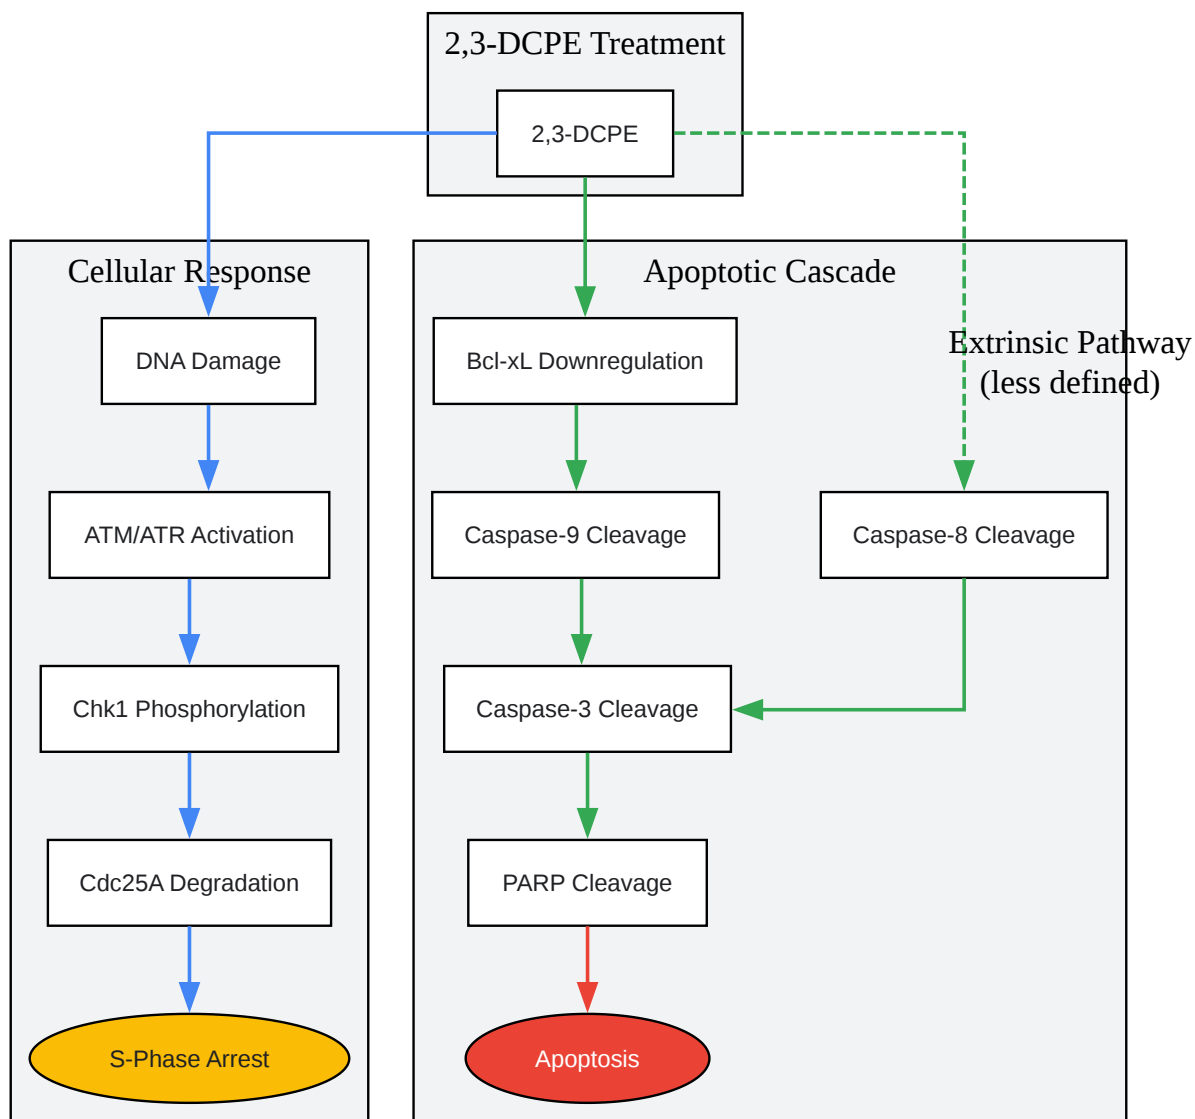 2,3-DCPE Treatment
2,3-DCPE
Cellular Response
DNA Damage
ATM/ATR Activation
Chk1 Phosphorylation
Cdc25A Degradation
S-Phase Arrest
Apoptotic Cascade
Bcl-xL Downregulation
Extrinsic Pathway
(less defined)
Caspase-9 Cleavage
Caspase-8 Cleavage
Caspase-3 Cleavage
PARP Cleavage
Apoptosis